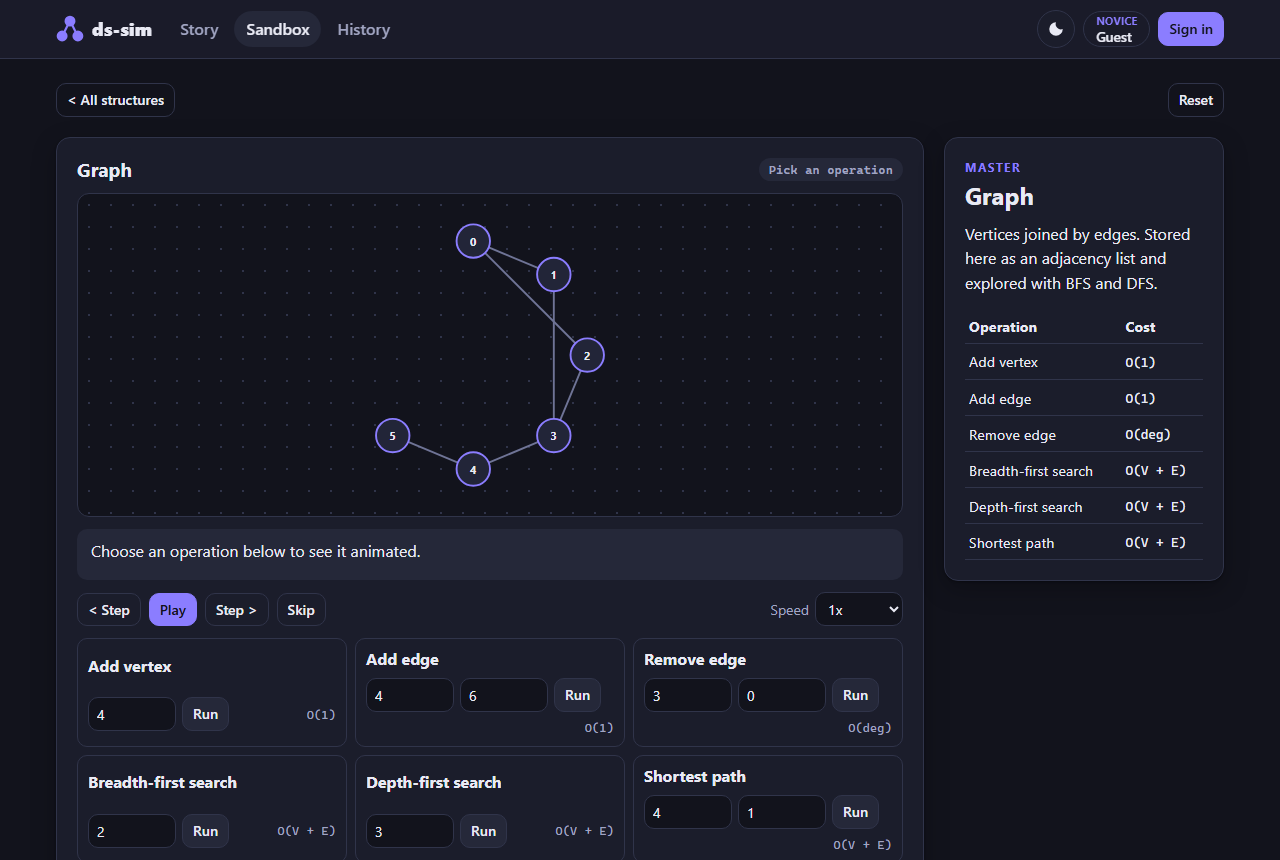 ds-sim Story Sandbox History NOVICE Guest Sign in
< All structures Reset
Graph Pick an operation
0
1
2
5 3
4
Choose an operation below to see it animated.
< Step Play Step > Skip Speed 1x
Add vertex
4 Run O(1)
Add edge
4 6 Run
O(1)
Remove edge
3 0 Run
O(deg)
Breadth-first search
2 Run O(V + E)
Depth-first search
3 Run O(V + E)
Shortest path
4 1 Run
O(V + E)
MASTER
Graph
Vertices joined by edges. Stored
here as an adjacency list and
explored with BFS and DFS.
Operation Cost
Add vertex O(1)
Add edge O(1)
Remove edge O(deg)
Breadth-first search O(V + E)
Depth-first search O(V + E)
Shortest path O(V + E)